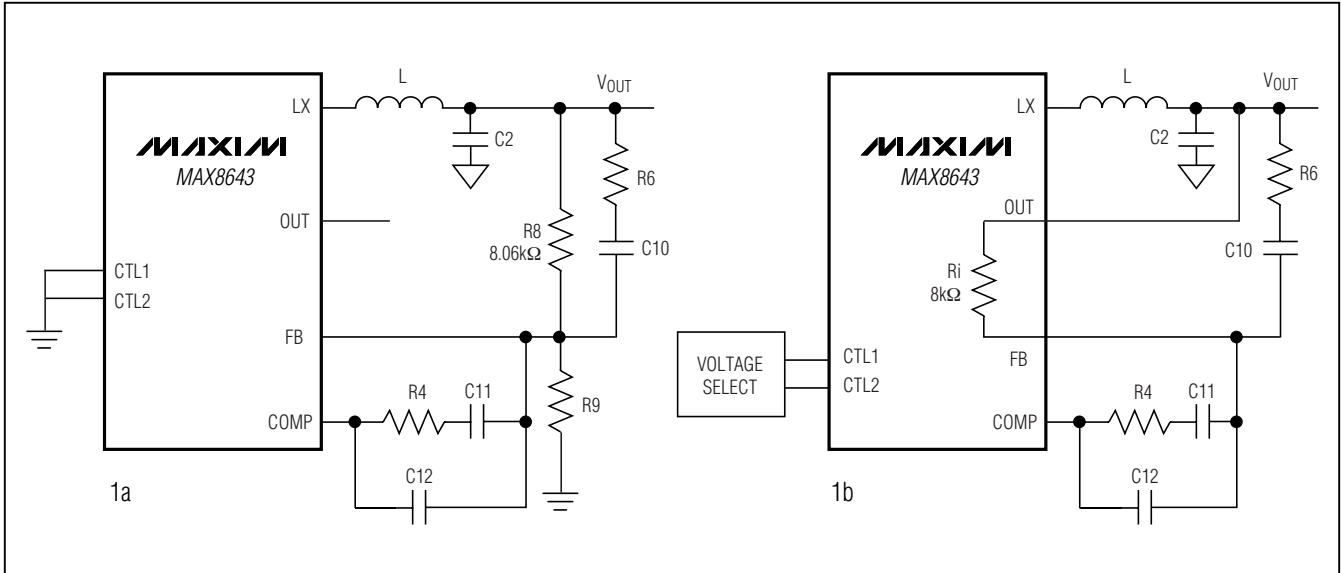 L
VOUT
LX
C2
MAXIM
MAX8643
R6
OUT
R8
8.06kΩ
C10
CTL1
CTL2
FB
R4
C11
R9
COMP
C12
1a
L
VOUT
LX
C2
MAXIM
MAX8643
R6
OUT
C10
Ri
8kΩ
VOLTAGE
SELECT
CTL1
CTL2
FB
R4
C11
COMP
C12
1b